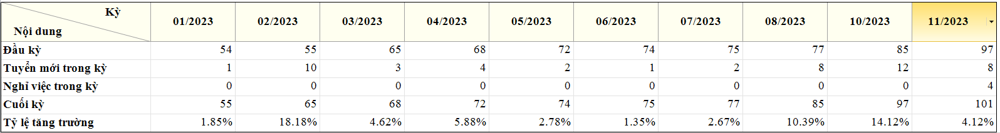 Kỳ
Nội dung
01/2023 02/2023 03/2023 04/2023 05/2023 06/2023 07/2023 08/2023 10/2023 11/2023
Đầu kỳ 54 55 65 68 72 74 75 77 85 97
Tuyển mới trong kỳ 1 10 3 4 2 1 2 8 12 8
Nghỉ việc trong kỳ 0 0 0 0 0 0 0 0 0 4
Cuối kỳ 55 65 68 72 74 75 77 85 97 101
Tỷ lệ tăng trường 1.85% 18.18% 4.62% 5.88% 2.78% 1.35% 2.67% 10.39% 14.12% 4.12%